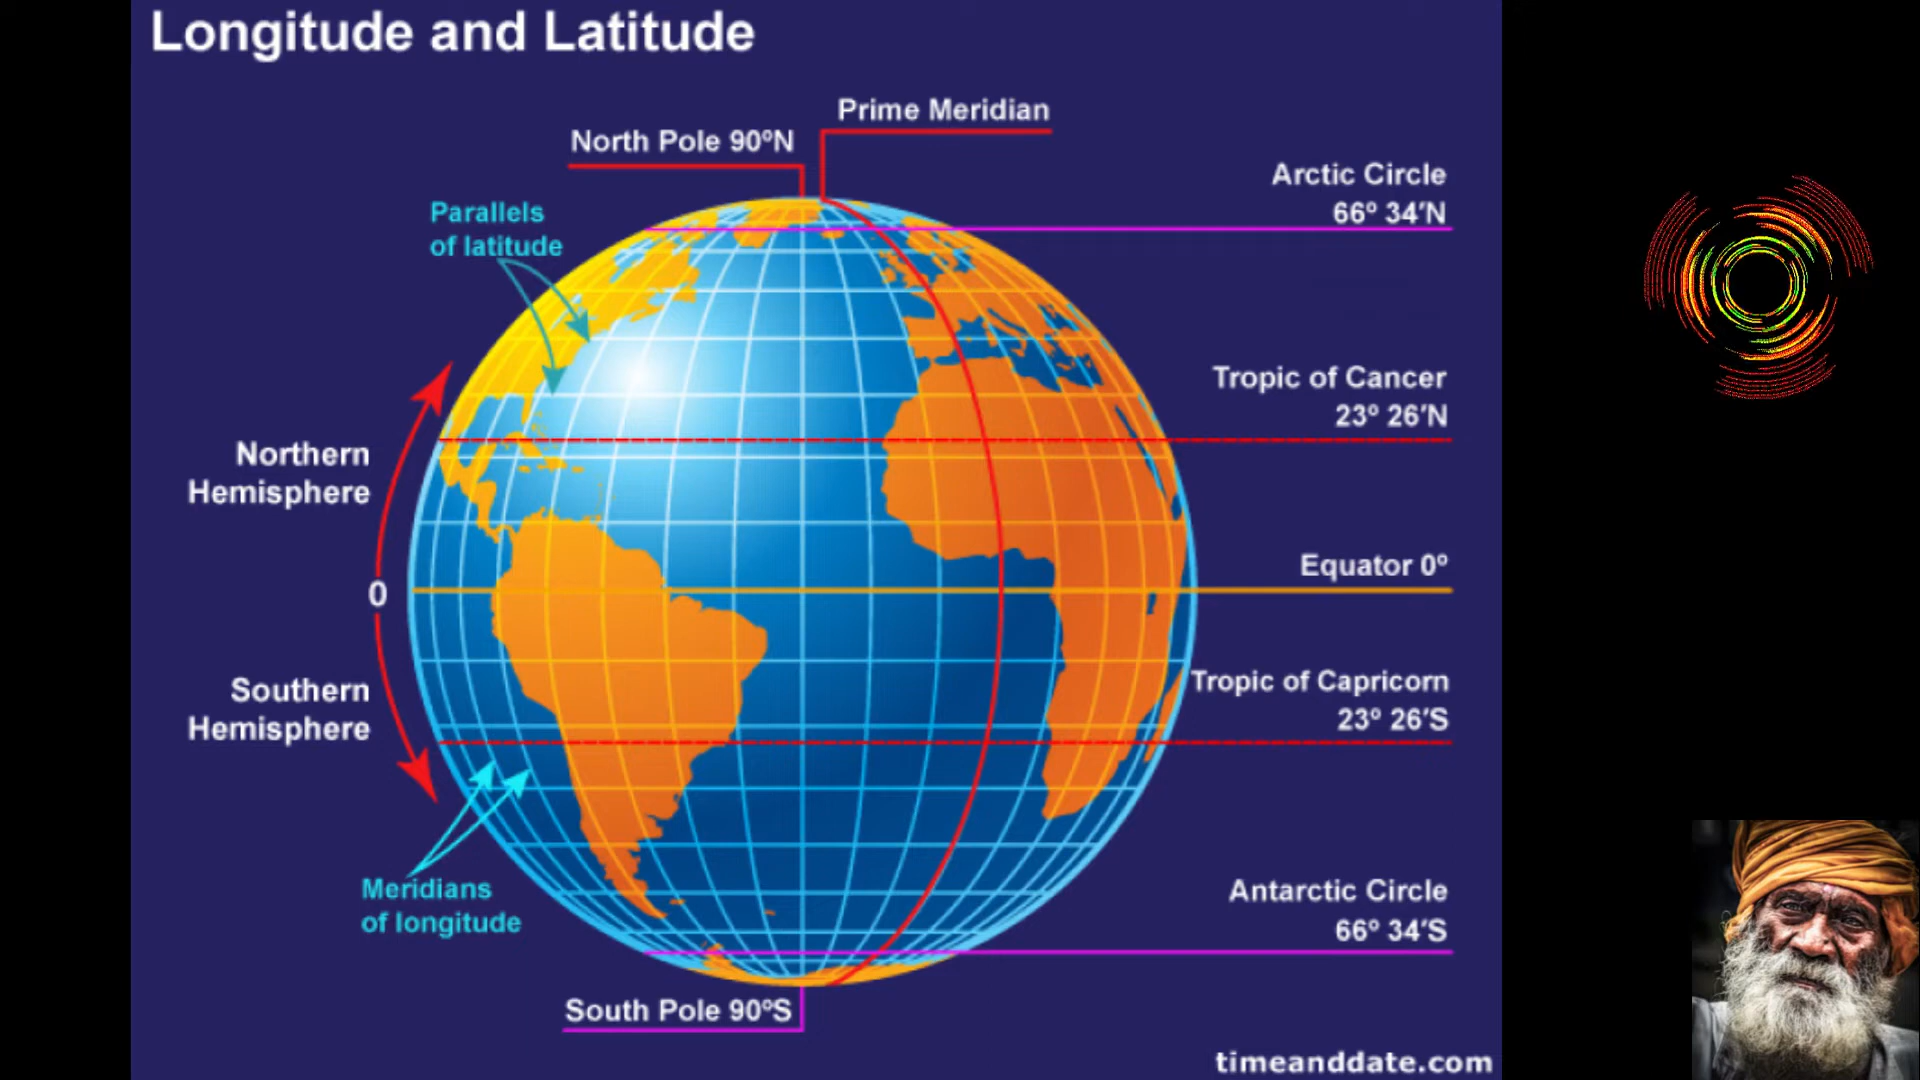 Longitude and Latitude
Prime Meridian
North Pole 90ºN
Arctic Circle
66º 34′N
Parallels
of latitude
Tropic of Cancer
23º 26′N
Northern
Hemisphere
Equator 0º
0
Southern
Hemisphere
Tropic of Capricorn
23º 26′S
Meridians
of longitude
Antarctic Circle
66º 34′S
South Pole 90ºS
timeanddate.com